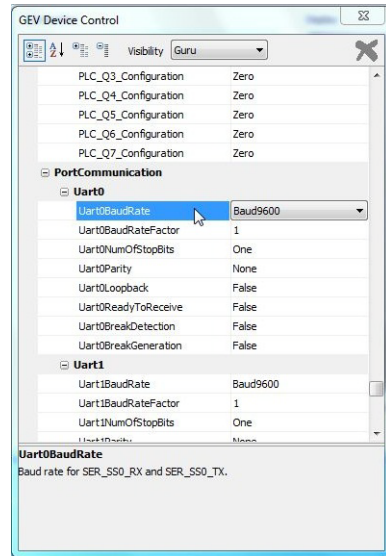 GEV Device Control
Visibility Guru
PLC_Q3_Configuration Zero
PLC_Q4_Configuration Zero
PLC_Q5_Configuration Zero
PLC_Q6_Configuration Zero
PLC_Q7_Configuration Zero
PortCommunication
Uart0
Uart0BaudRate Baud9600
Uart0BaudRateFactor 1
Uart0NumOfStopBits One
Uart0Parity None
Uart0Loopback False
Uart0ReadyToReceive False
Uart0BreakDetection False
Uart0BreakGeneration False
Uart1
Uart1BaudRate Baud9600
Uart1BaudRateFactor 1
Uart1NumOfStopBits One
Uart1Parity None
Uart0BaudRate
Baud rate for SER_SS0_RX and SER_SS0_TX.